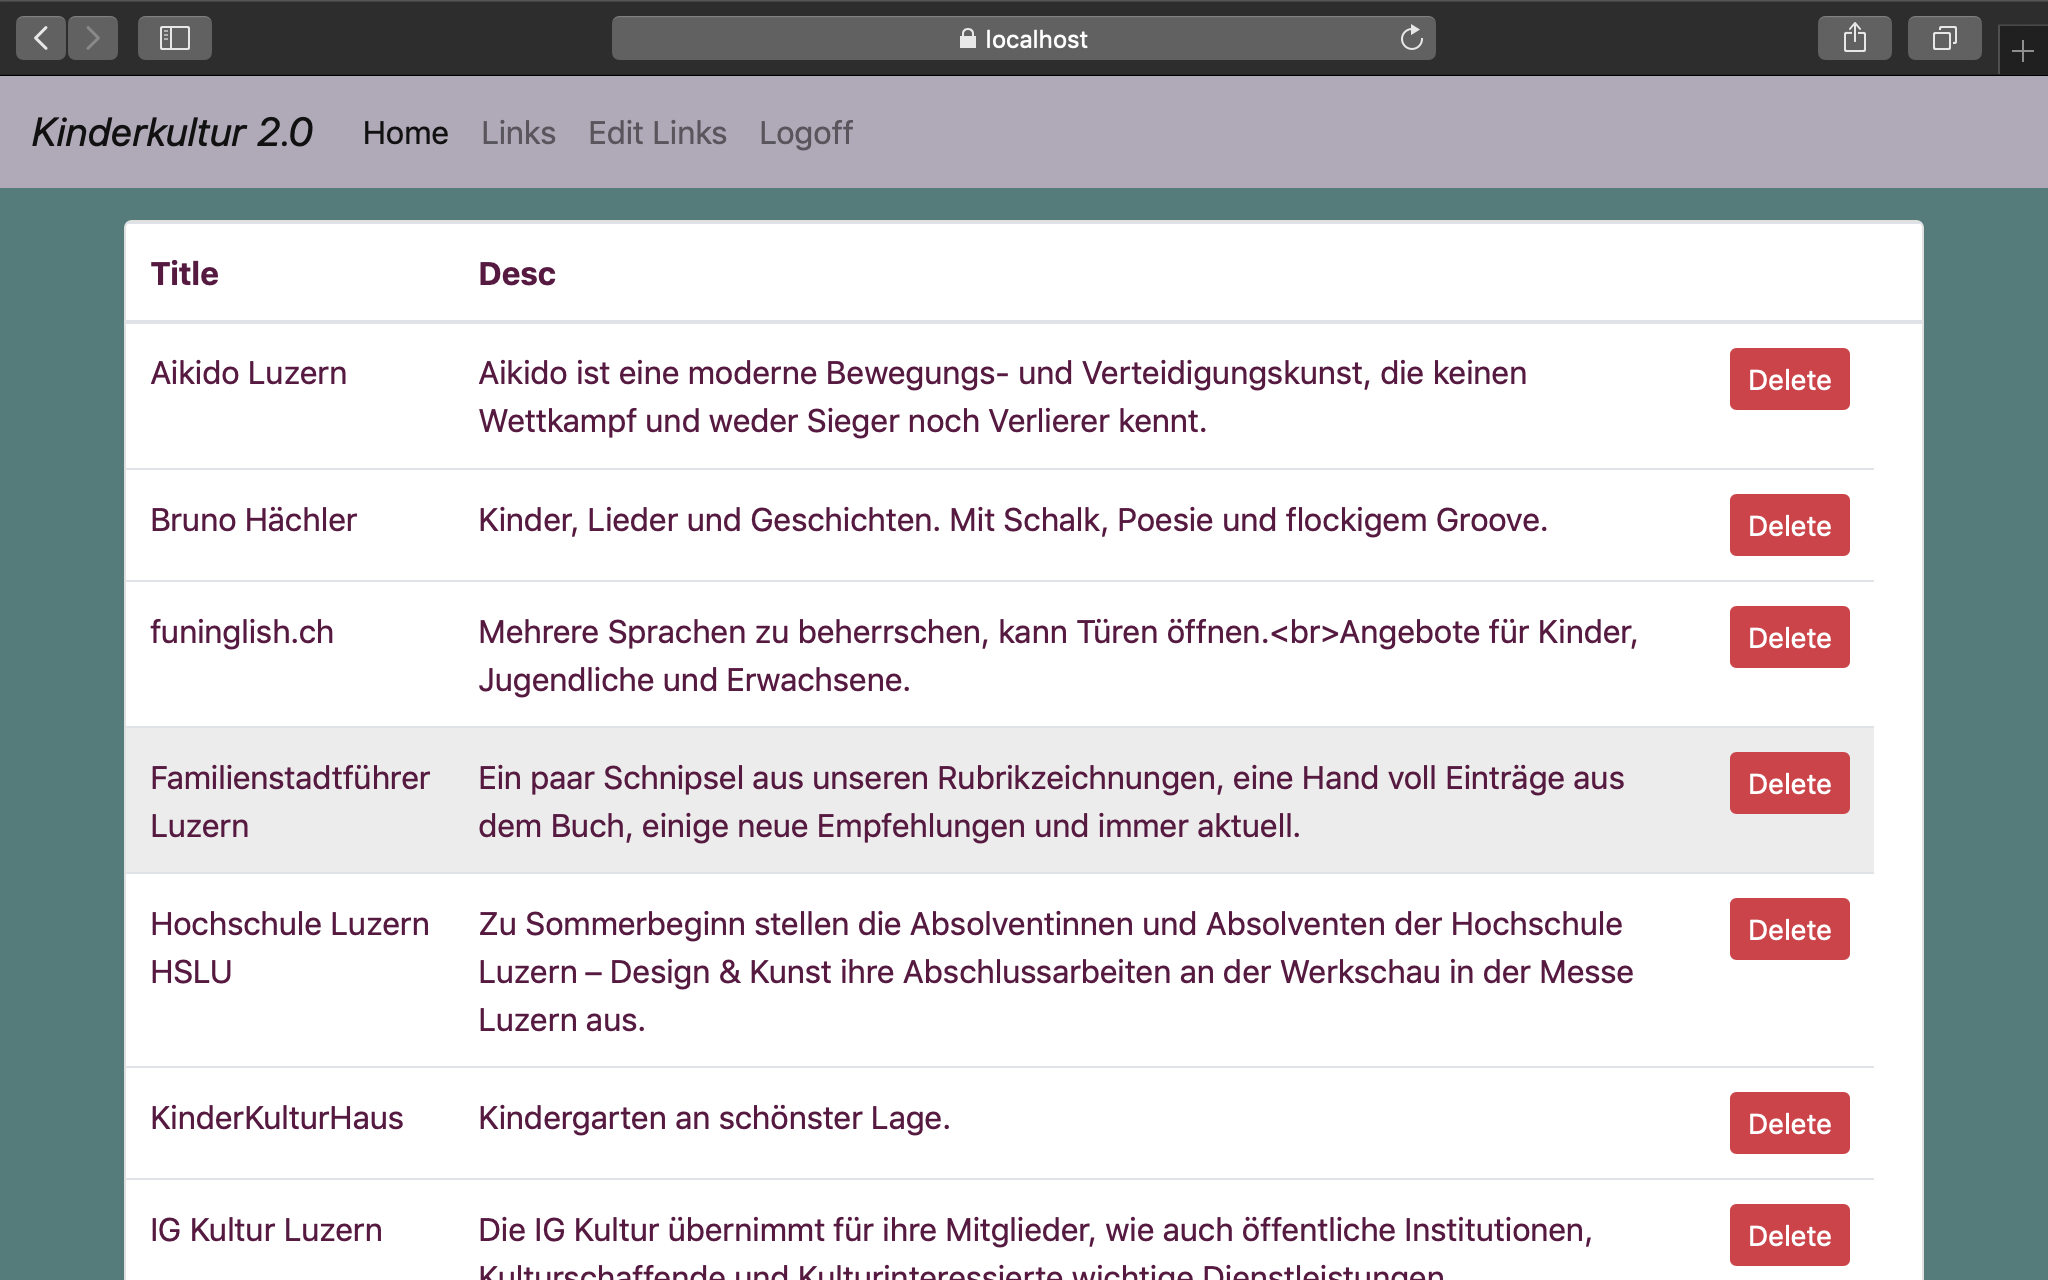 localhost
Kinderkultur 2.0 Home Links Edit Links Logoff
Title Desc
Aikido Luzern Aikido ist eine moderne Bewegungs- und Verteidigungskunst, die keinen Delete
Wettkampf und weder Sieger noch Verlierer kennt.
Bruno Hächler Kinder, Lieder und Geschichten. Mit Schalk, Poesie und flockigem Groove. Delete
funinglish.ch Mehrere Sprachen zu beherrschen, kann Türen öffnen.<br>Angebote für Kinder, Delete
Jugendliche und Erwachsene.
Familienstadtführer Ein paar Schnipsel aus unseren Rubrikzeichnungen, eine Hand voll Einträge aus Delete
Luzern dem Buch, einige neue Empfehlungen und immer aktuell.
Hochschule Luzern Zu Sommerbeginn stellen die Absolventinnen und Absolventen der Hochschule Delete
HSLU Luzern – Design & Kunst ihre Abschlussarbeiten an der Werkschau in der Messe
Luzern aus.
KinderKulturHaus Kindergarten an schönster Lage. Delete
IG Kultur Luzern Die IG Kultur übernimmt für ihre Mitglieder, wie auch öffentliche Institutionen, Delete
Kulturschaffende und Kulturinteressierte wichtige Dienstleistungen